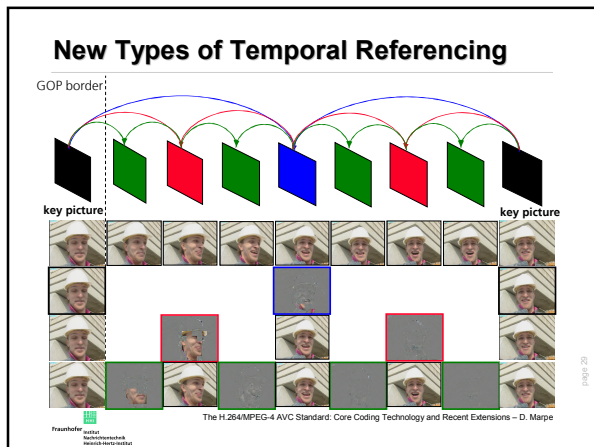 New Types of Temporal Referencing
GOP border
key picture
key picture
page 29
The H.264/MPEG-4 AVC Standard: Core Coding Technology and Recent Extensions – D. Marpe
Fraunhofer
Institut
Nachrichtentechnik
Heinrich-Hertz-Institut